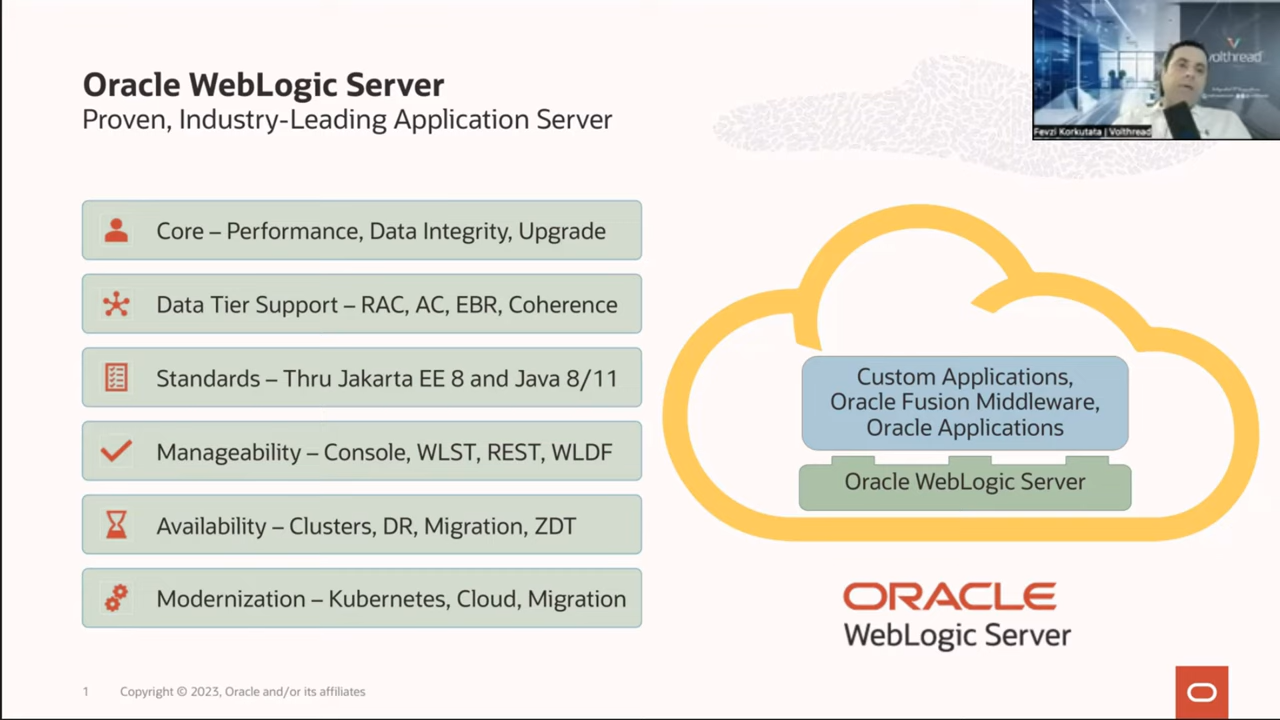 Oracle WebLogic Server
Proven, Industry-Leading Application Server
Core – Performance, Data Integrity, Upgrade
Data Tier Support – RAC, AC, EBR, Coherence
Standards – Thru Jakarta EE 8 and Java 8/11
Manageability – Console, WLST, REST, WLDF
Availability – Clusters, DR, Migration, ZDT
Modernization – Kubernetes, Cloud, Migration
Custom Applications,
Oracle Fusion Middleware,
Oracle Applications
Oracle WebLogic Server
ORACLE
WebLogic Server
1 Copyright © 2023, Oracle and/or its affiliates
volthread
Fevzi Korkutata | Volthread